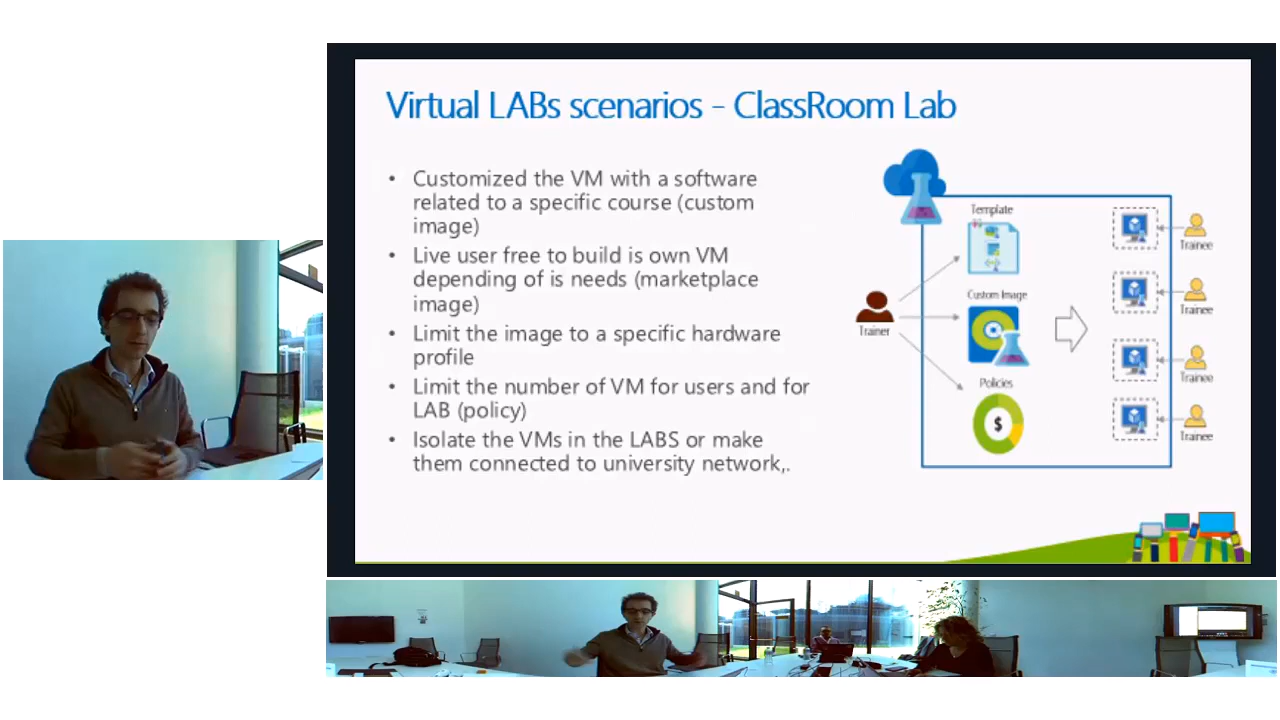 Virtual LABs scenarios - ClassRoom Lab
• Customized the VM with a software
related to a specific course (custom
image)
• Live user free to build is own VM
depending of is needs (marketplace
image)
• Limit the image to a specific hardware
profile
• Limit the number of VM for users and for
LAB (policy)
• Isolate the VMs in the LABS or make
them connected to university network,.
Template
Trainee
Custom Image
Trainee
Trainer
Trainee
Policies
$
Trainee